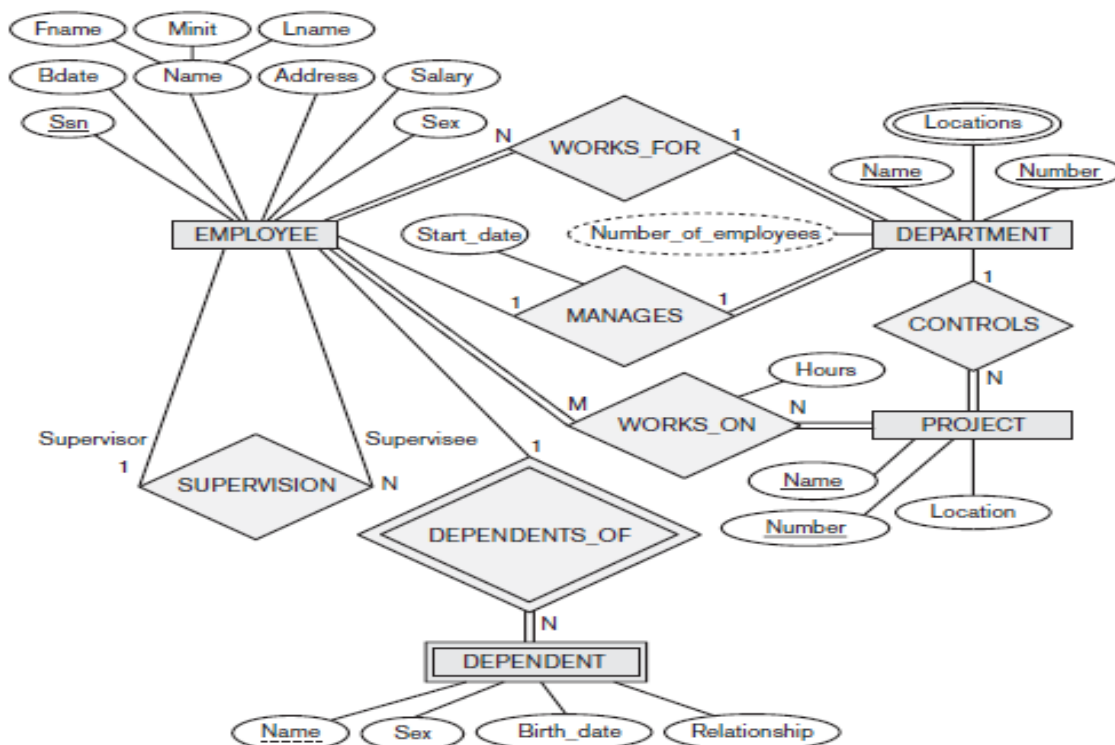 Fname Minit Lname
Bdate Name Address Salary
Ssn Sex
N WORKS_FOR 1
Locations
Name Number
EMPLOYEE
Start_date Number_of_employees DEPARTMENT
1 MANAGES 1
1
CONTROLS
N
Hours
M WORKS_ON N
PROJECT
Supervisor Supervisee
1 SUPERVISION N
1
Name
Number Location
DEPENDENTS_OF
N
DEPENDENT
Name Sex Birth_date Relationship